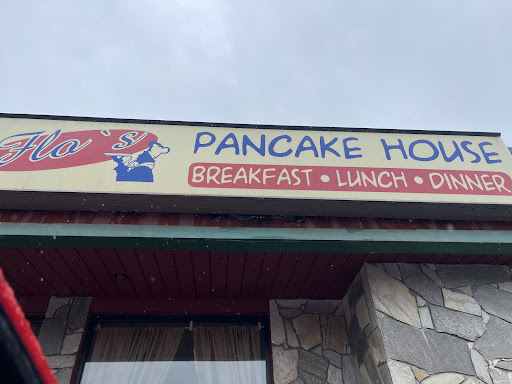 Flo`s
PANCAKE HOUSE
BREAKFAST • LUNCH • DINNER